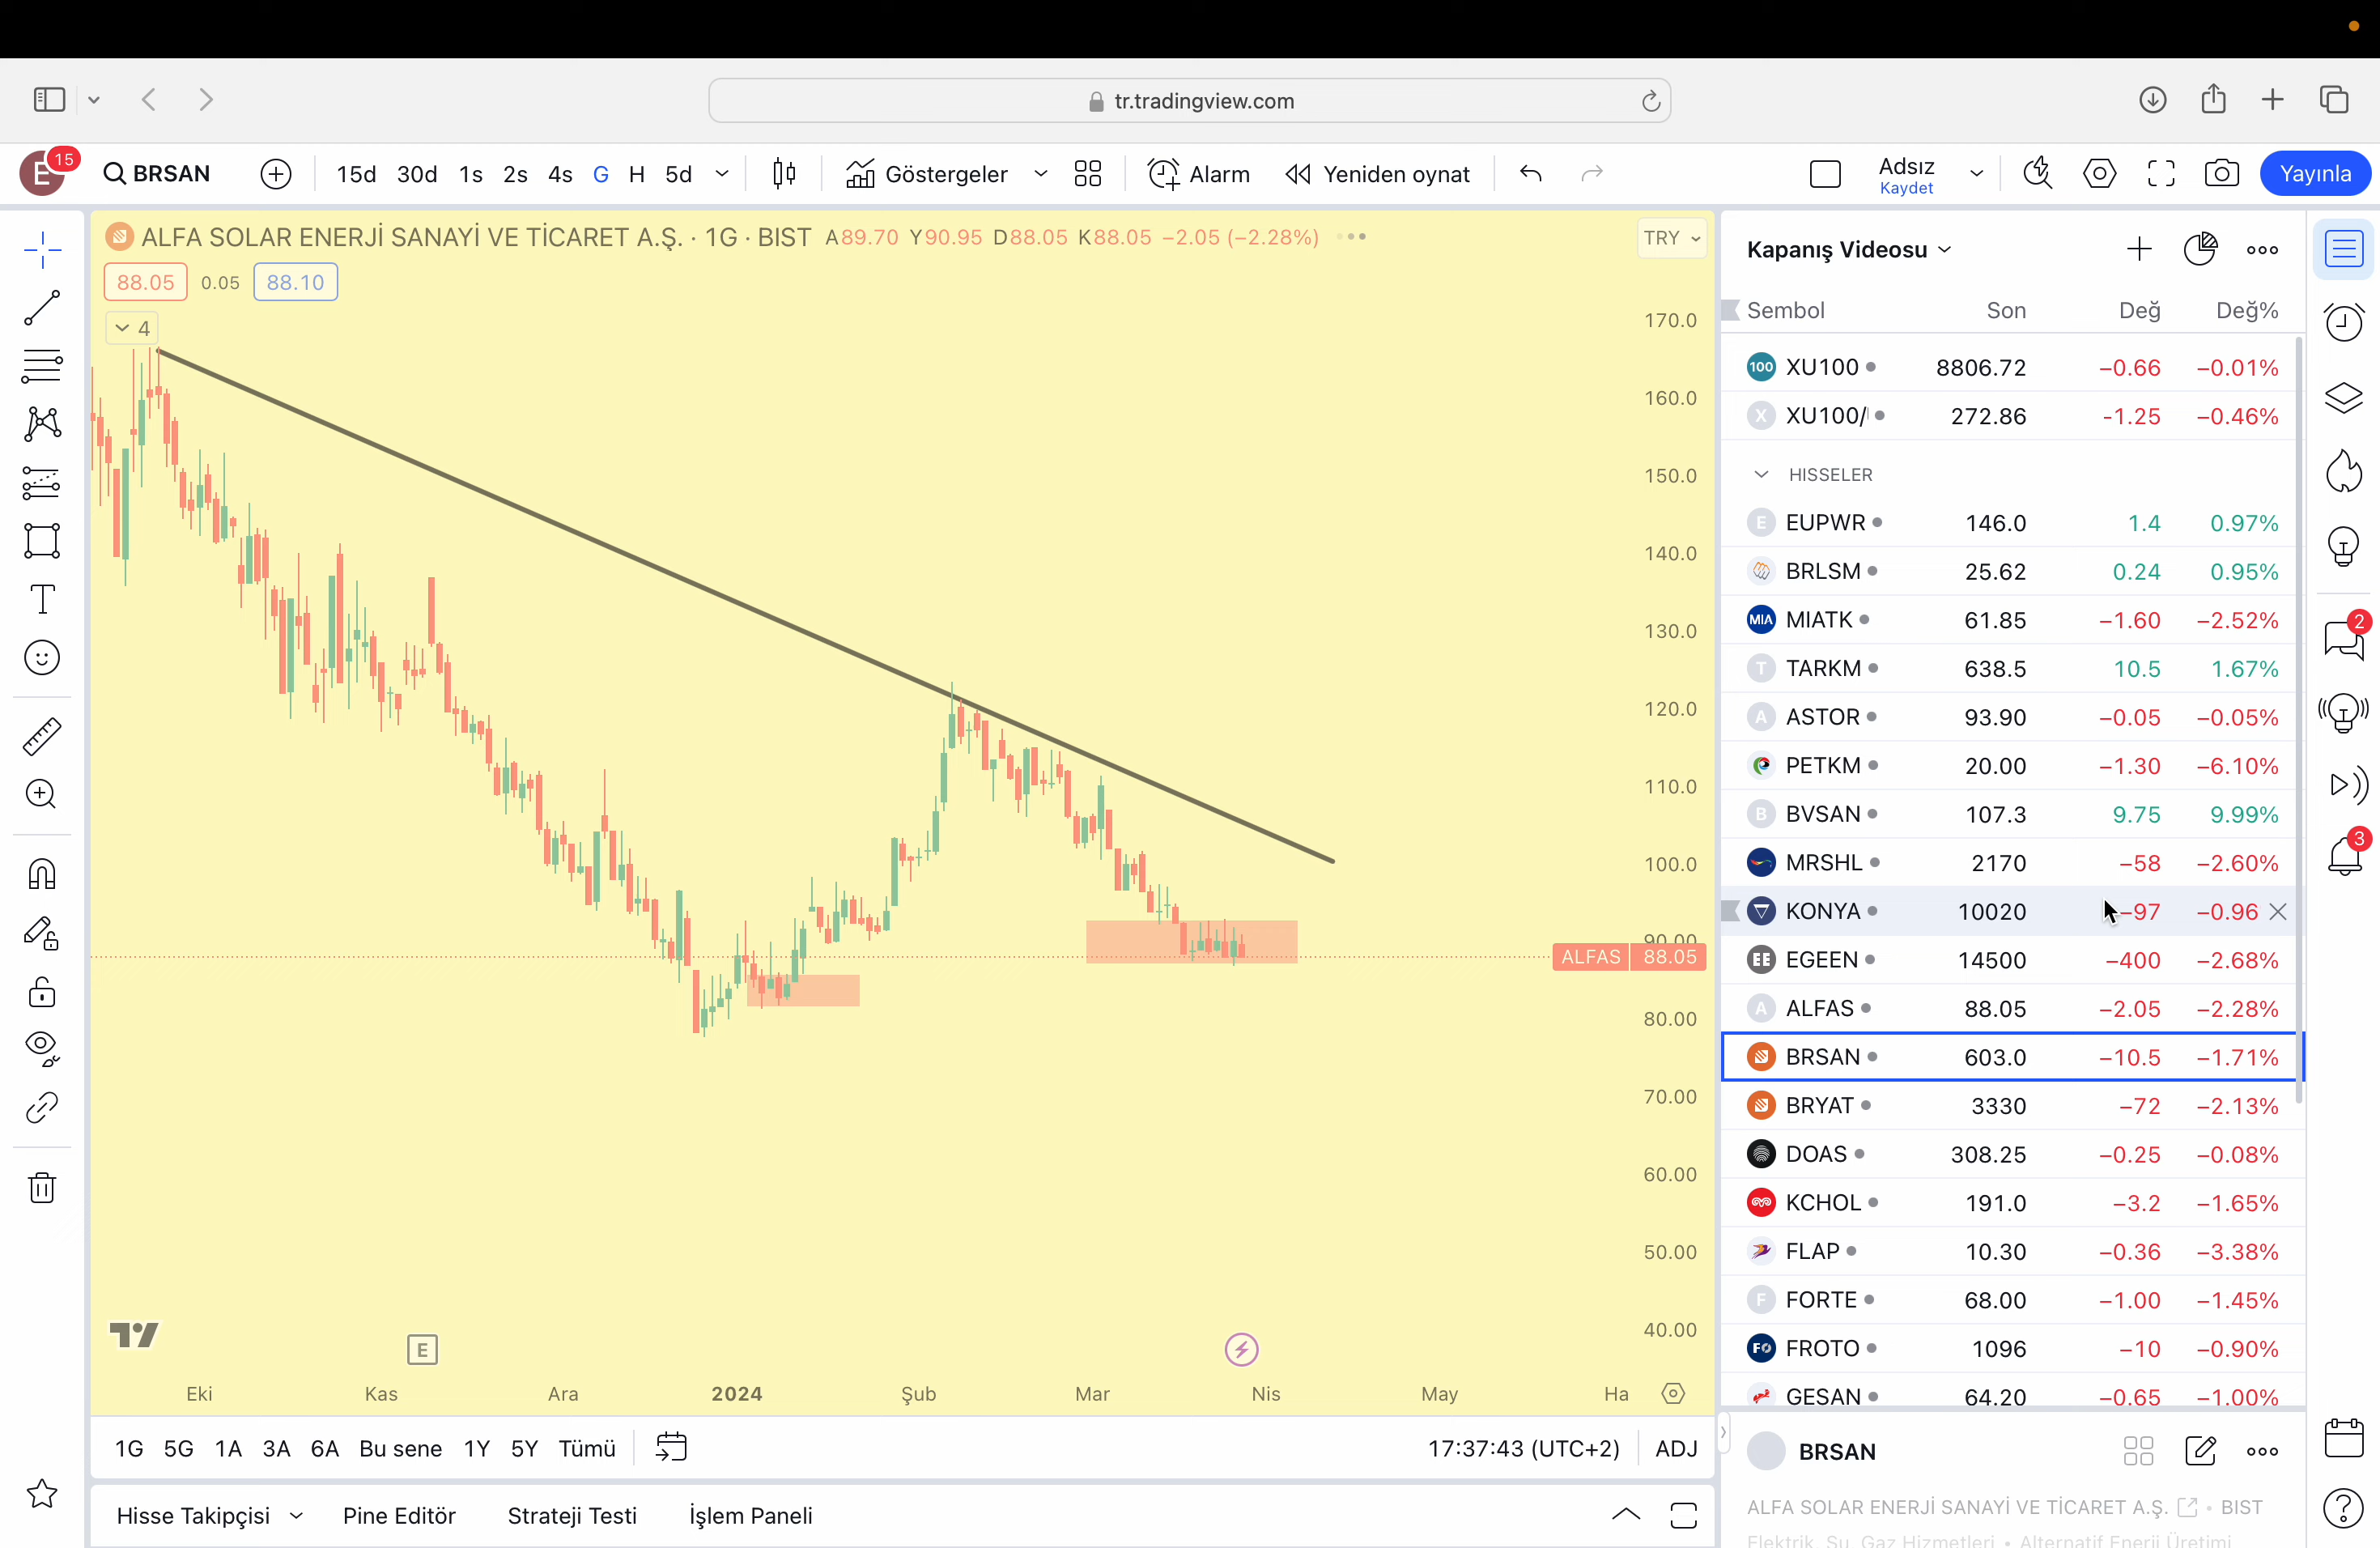 tr.tradingview.com
E 15 BRSAN 15d 30d 1s 2s 4s G H 5d Göstergeler Alarm Yeniden oynat Adsız Yayınla
Kaydet
ALFA SOLAR ENERJİ SANAYİ VE TİCARET A.Ş. · 1G · BIST A89.70 Y90.95 D88.05 K88.05 −2.05 (−2.28%)
TRY
88.05 0.05 88.10
4
170.0
160.0
150.0
140.0
130.0
120.0
110.0
100.0
90.00
ALFAS 88.05
80.00
70.00
60.00
50.00
40.00
E
Eki Kas Ara 2024 Şub Mar Nis May Ha
1G 5G 1A 3A 6A Bu sene 1Y 5Y Tümü 17:37:43 (UTC+2) ADJ
Hisse Takipçisi Pine Editör Strateji Testi İşlem Paneli
Kapanış Videosu
Sembol Son Değ Değ%
100 XU100 8806.72 −0.66 −0.01%
X XU100/ 272.86 -1.25 −0.46%
HISSELER
E EUPWR 146.0 1.4 0.97%
BRLSM 25.62 0.24 0.95%
MIA MIATK 61.85 −1.60 −2.52%
T TARKM 638.5 10.5 1.67%
A ASTOR 93.90 −0.05 −0.05%
PETKM 20.00 −1.30 −6.10%
B BVSAN 107.3 9.75 9.99%
MRSHL 2170 −58 −2.60%
KONYA 10020 −97 −0.96
EE EGEEN 14500 −400 −2.68%
A ALFAS 88.05 −2.05 −2.28%
BRSAN 603.0 −10.5 −1.71%
BRYAT 3330 −72 −2.13%
DOAS 308.25 −0.25 −0.08%
KCHOL 191.0 −3.2 −1.65%
FLAP 10.30 −0.36 −3.38%
F FORTE 68.00 −1.00 −1.45%
FO FROTO 1096 −10 −0.90%
GESAN 64.20 −0.65 −1.00%
BRSAN
ALFA SOLAR ENERJİ SANAYİ VE TİCARET A.Ş. • BIST
Elektrik, Su, Gaz Hizmetleri • Alternatif Enerji Üretimi
2
3